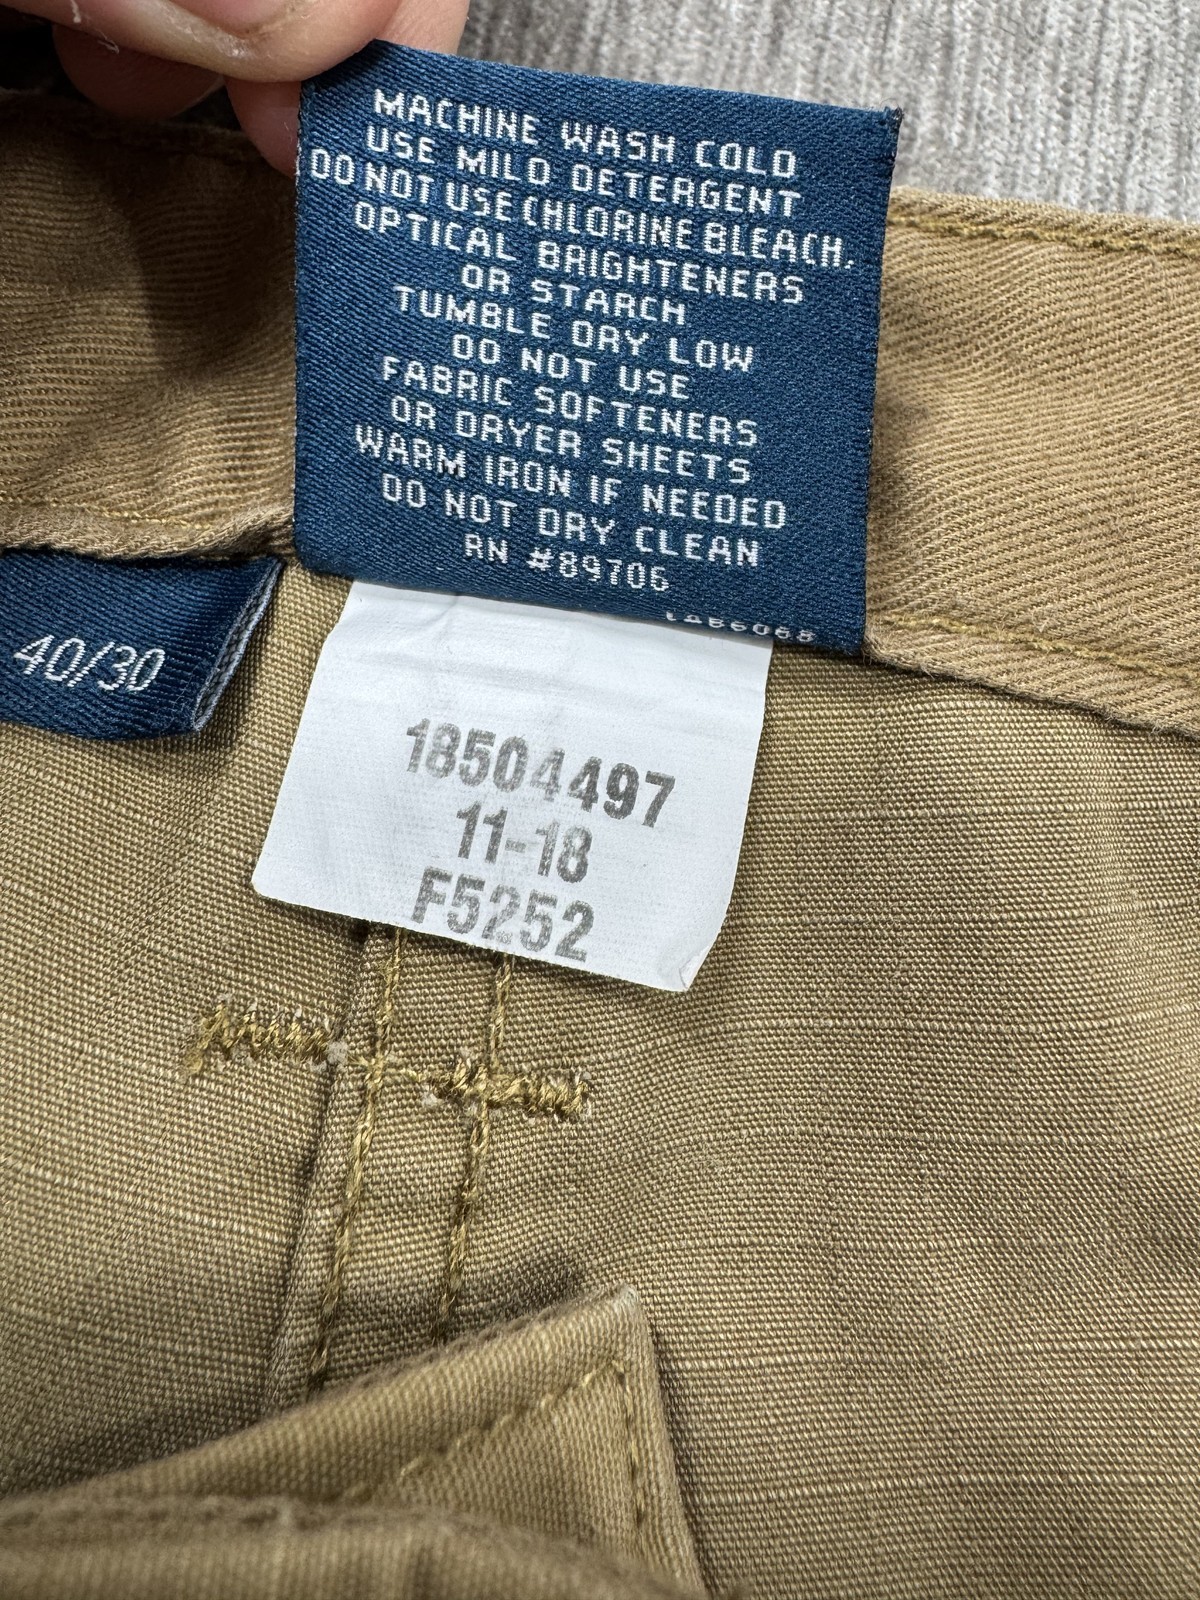 MACHINE WASH COLD
USE MILD DETERGENT
DO NOT USE CHLORINE BLEACH,
OPTICAL BRIGHTENERS
OR STARCH
TUMBLE DRY LOW
DO NOT USE
FABRIC SOFTENERS
OR DRYER SHEETS
WARM IRON IF NEEDED
DO NOT DRY CLEAN
RN #89706
40/30
18504497
11-18
F5252